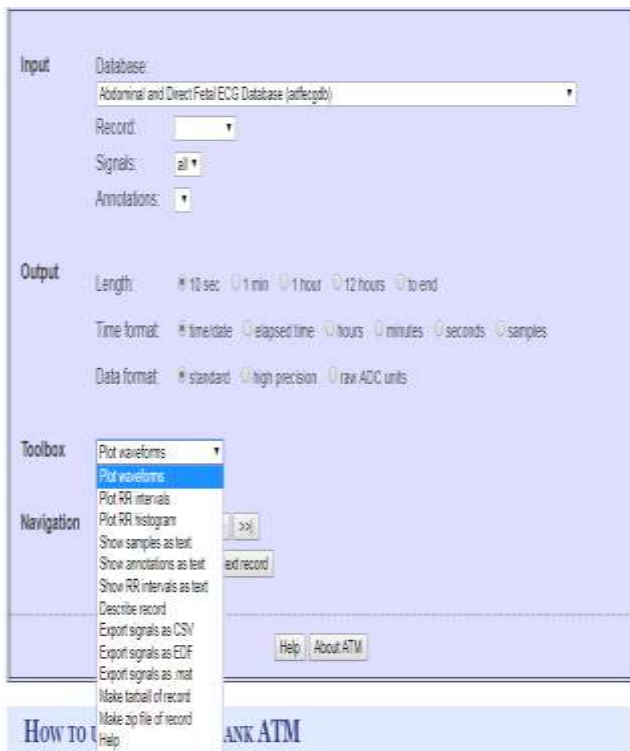 Input Database:
Abdominal and Direct Fetal ECG Database (adfecgdb)
Record:
Signals: all
Annotations:
Output Length: 10 sec 1 min 1 hour 12 hours to end
Time format: time/date elapsed time hours minutes seconds samples
Data format: standard high precision raw ADC units
Toolbox Plot waveforms
Plot waveforms
Plot RR intervals
Plot RR histogram
Navigation >>|
Show samples as text
Show annotations as text ext record
Show RR intervals as text
Describe record
Export signals as CSV
Export signals as EDF
Help About ATM
Export signals as .mat
Make tarball of record
Make zip file of record
Help
HOW TO U ANK ATM